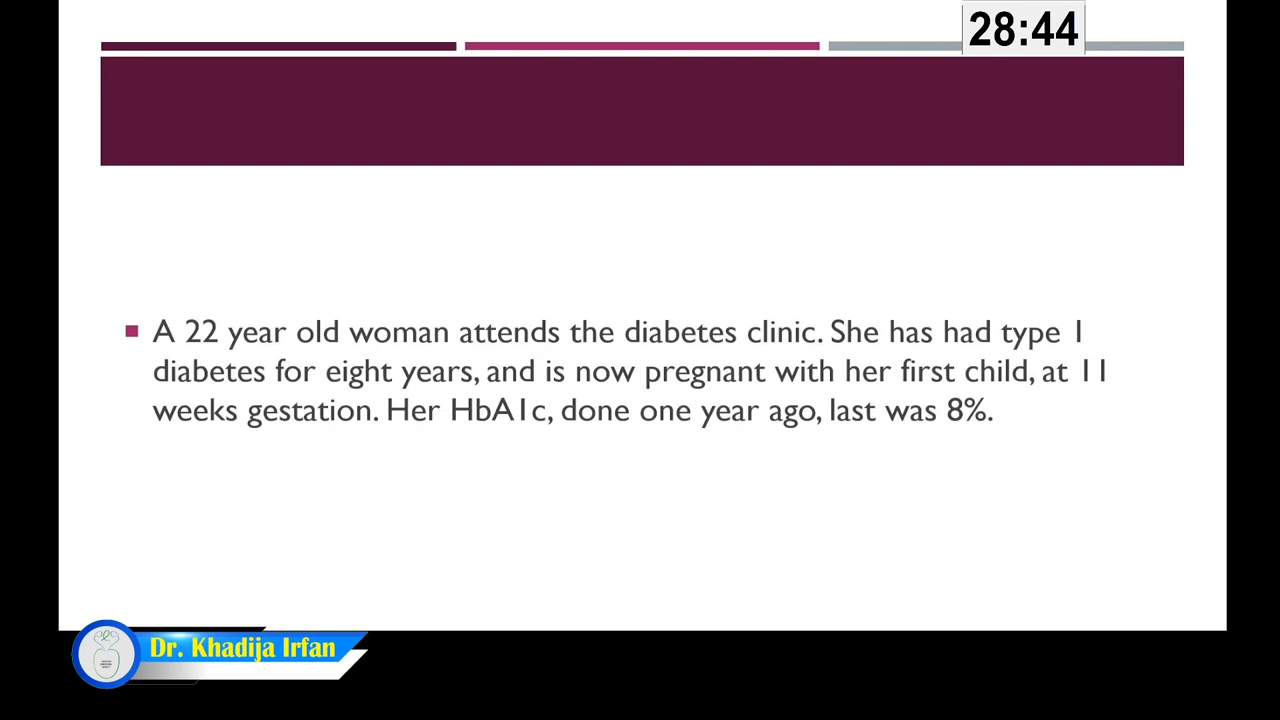 28:44
A 22 year old woman attends the diabetes clinic. She has had type 1
diabetes for eight years, and is now pregnant with her first child, at 11
weeks gestation. Her HbA1c, done one year ago, last was 8%.
Dr. Khadija Irfan